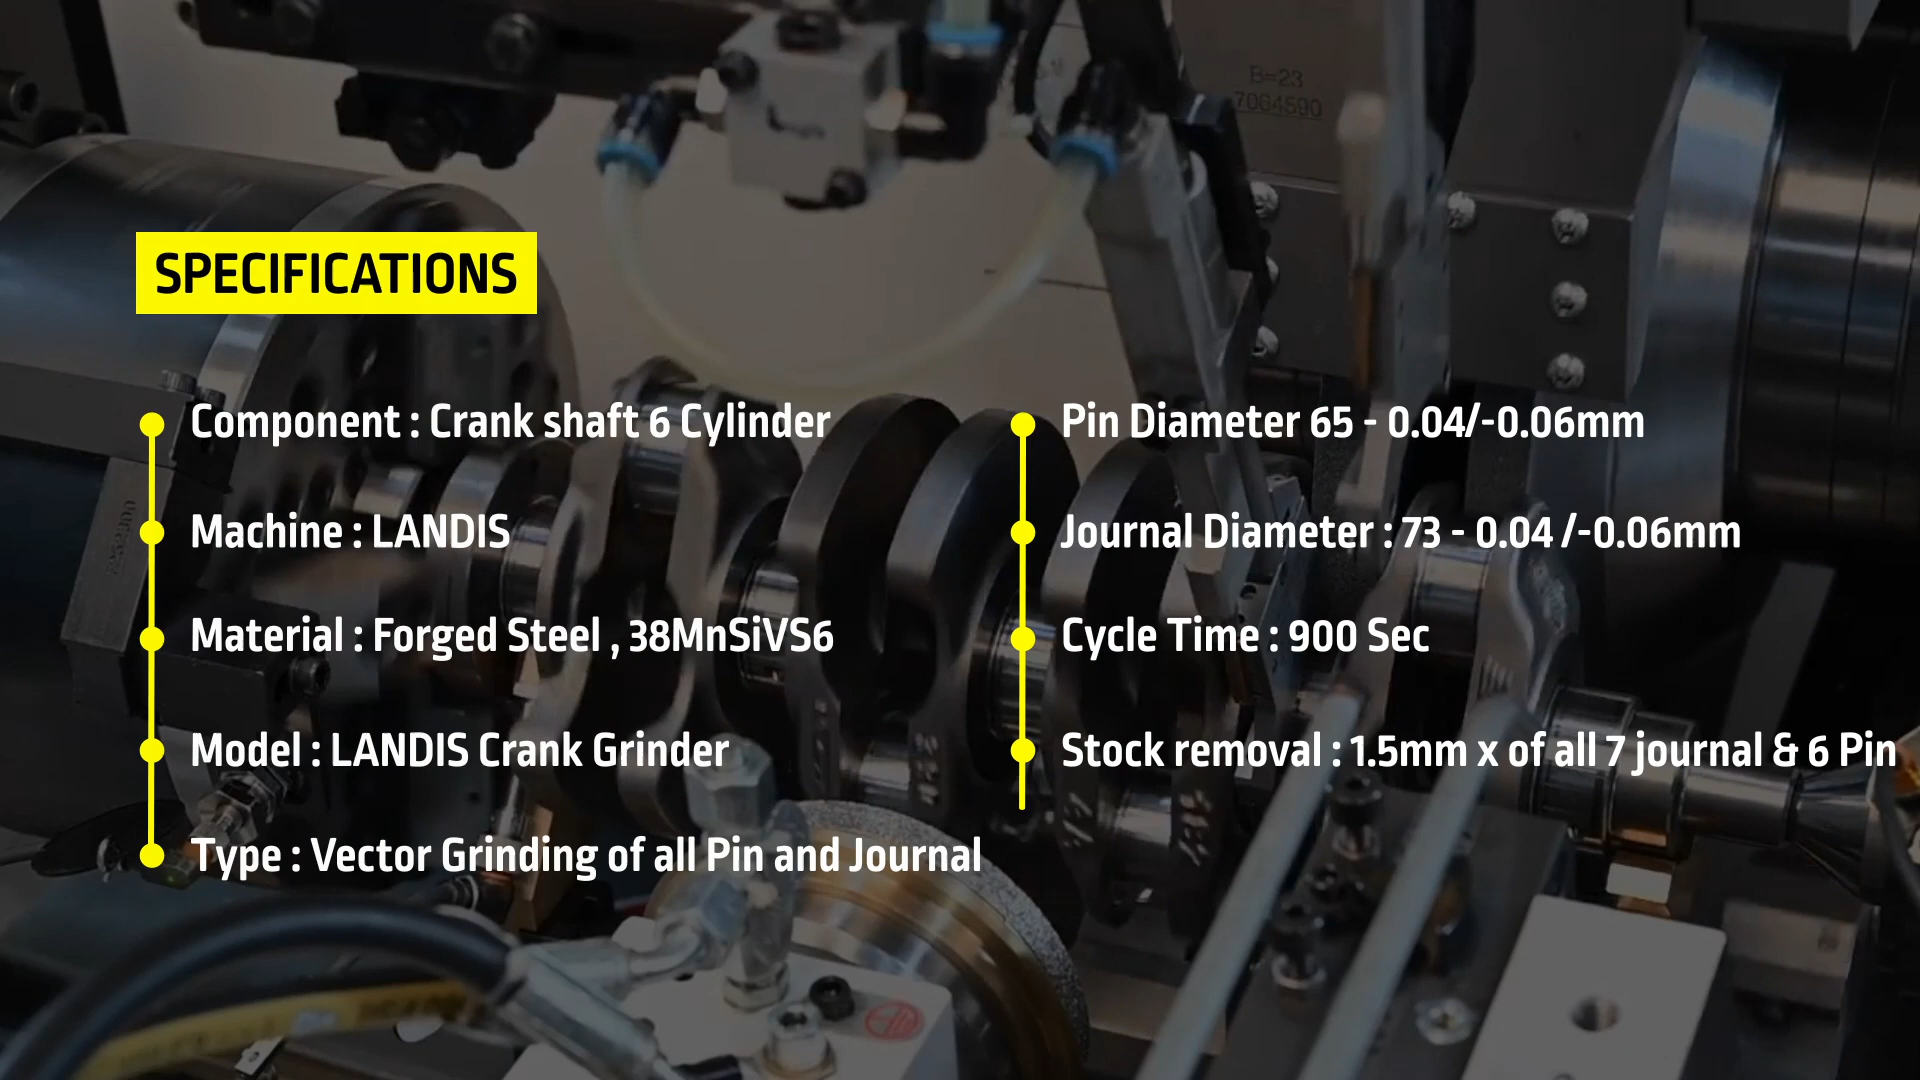 B=23
7064590
SPECIFICATIONS
Component : Crank shaft 6 Cylinder
Machine : LANDIS
Material : Forged Steel , 38MnSiVS6
Model : LANDIS Crank Grinder
Type : Vector Grinding of all Pin and Journal
Pin Diameter 65 - 0.04/-0.06mm
Journal Diameter : 73 - 0.04 /-0.06mm
Cycle Time : 900 Sec
Stock removal : 1.5mm x of all 7 journal & 6 Pin